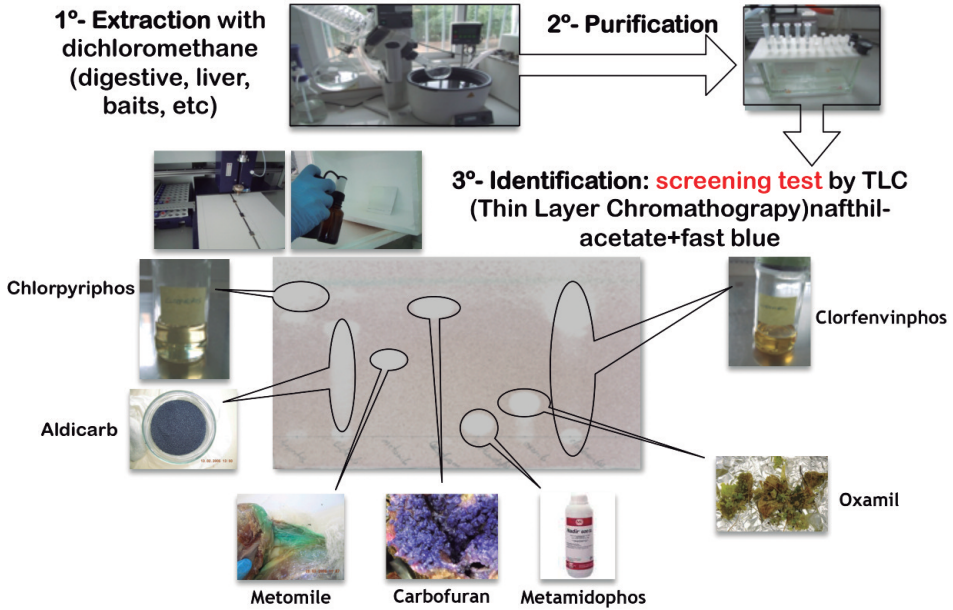 1º- Extraction with
dichloromethane
(digestive, liver,
baits, etc)
2º- Purification
3º- Identification: screening test by TLC
(Thin Layer Chromathograpy)nafthil-
acetate+fast blue
Chlorpyriphos
Clorfenvinphos
Aldicarb
Oxamil
Metomile
Carbofuran
Metamidophos